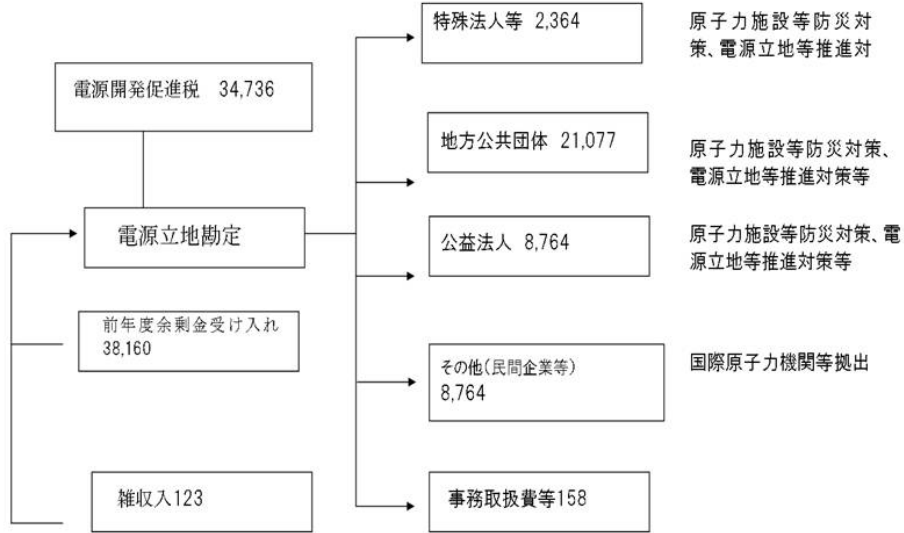 電源開発促進税 34,736
電源立地勘定
前年度余剰金受け入れ
38,160
雑収入123
特殊法人等 2,364
原子力施設等防災対
策、電源立地等推進対
地方公共団体 21,077
原子力施設等防災対策、
電源立地等推進対策等
公益法人 8,764
原子力施設等防災対策、電
源立地等推進対策等
その他(民間企業等)
8,764
国際原子力機関等拠出
事務取扱費等158